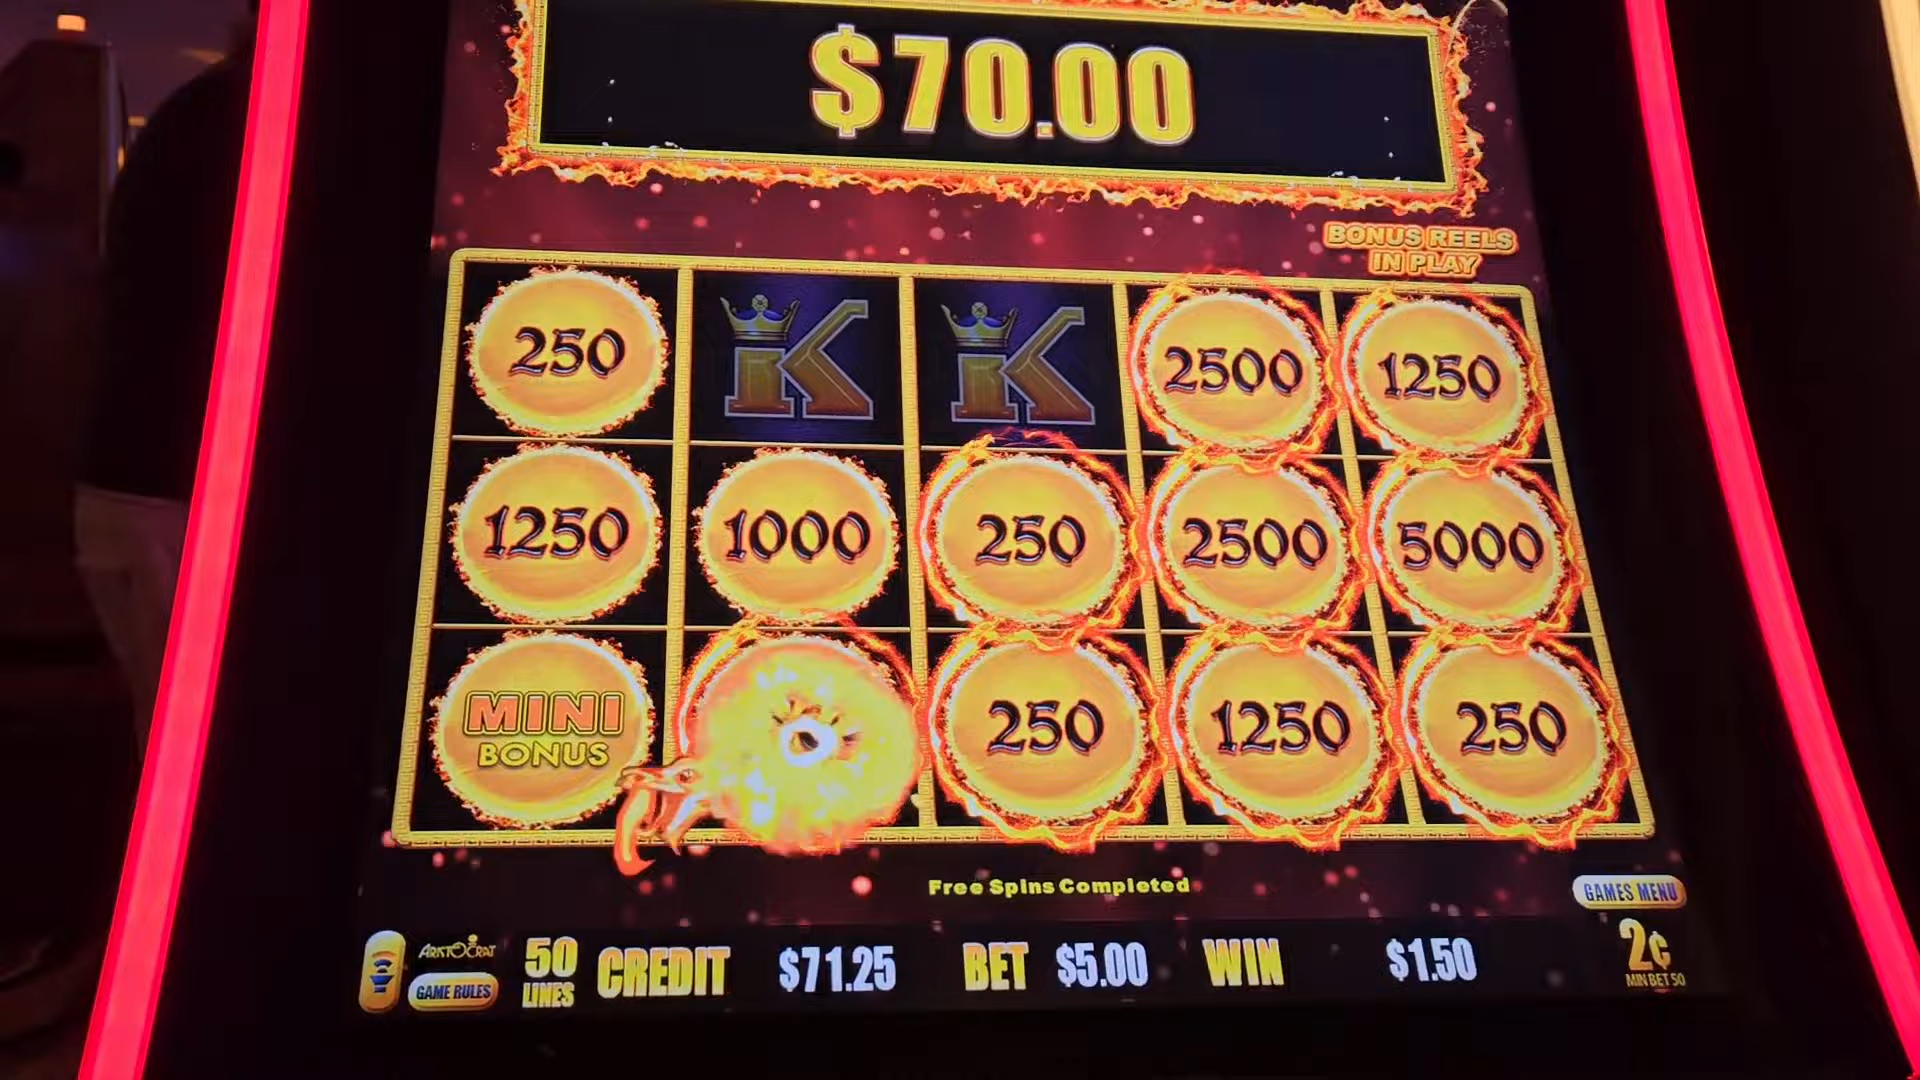 $70.00
BONUS REELS
IN PLAY
250
K
K
2500
1250
1250
1000
250
2500
5000
MINI
BONUS
250
1250
250
Free Spins Completed
GAMES MENU
ARISTOCRAT
GAME RULES
50
LINES
CREDIT $71.25
BET $5.00
WIN $1.50
2¢
MIN BET 50